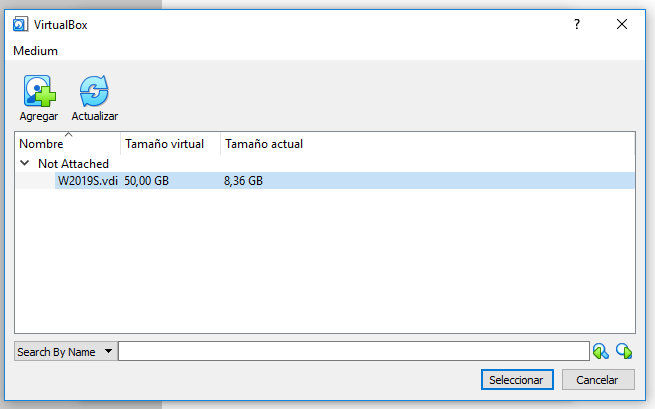 VirtualBox
?
Medium
Agregar Actualizar
Nombre Tamaño virtual Tamaño actual
Not Attached
W2019S.vdi 50,00 GB 8,36 GB
Search By Name
Seleccionar Cancelar